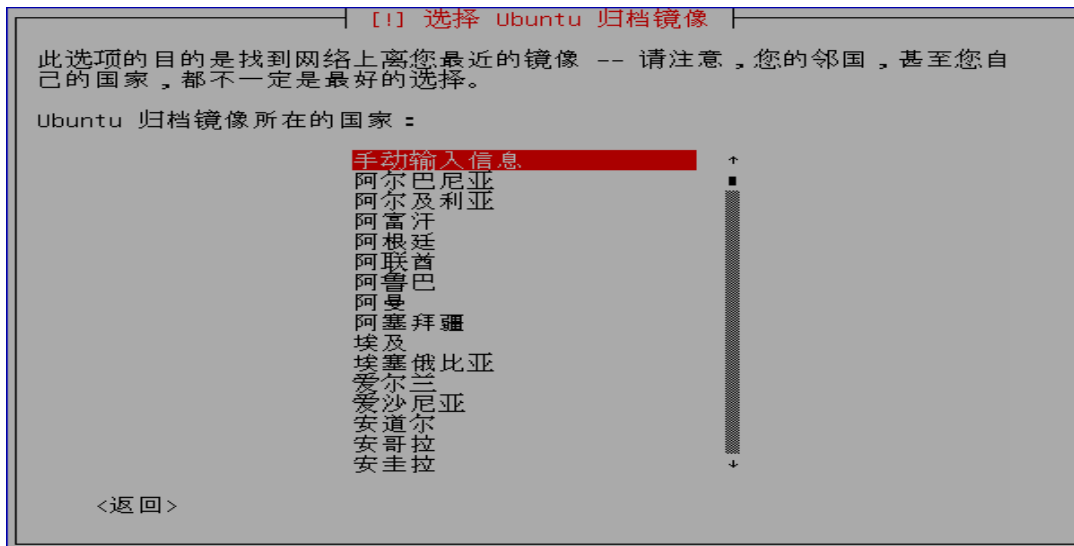 [!] 选择 Ubuntu 归档镜像
此选项的目的是找到网络上离您最近的镜像 -- 请注意，您的邻国，甚至您自
己的国家，都不一定是最好的选择。
Ubuntu 归档镜像所在的国家：
手动输入信息
阿尔巴尼亚
阿尔及利亚
阿富汗
阿根廷
阿联酋
阿鲁巴
阿曼
阿塞拜疆
埃及
埃塞俄比亚
爱尔兰
爱沙尼亚
安道尔
安哥拉
安圭拉
<返回>